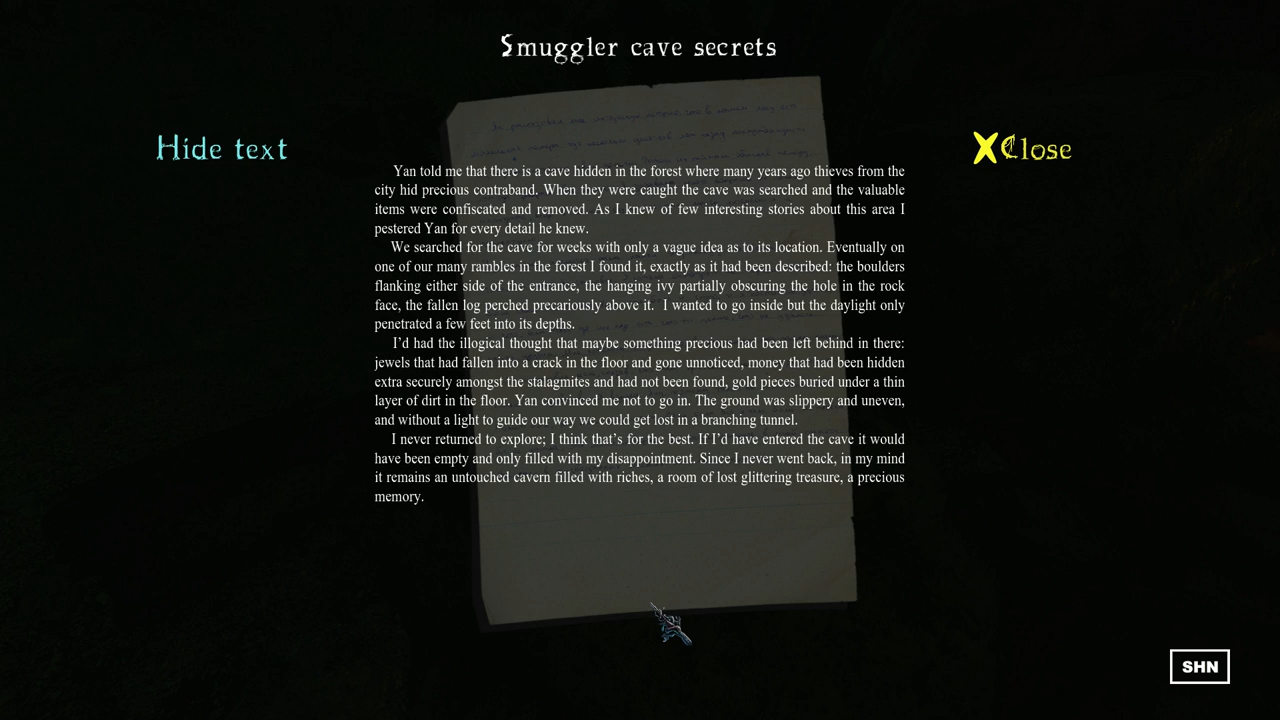 Smuggler cave secrets
Hide text
XClose
Yan told me that there is a cave hidden in the forest where many years ago thieves from the
city hid precious contraband. When they were caught the cave was searched and the valuable
items were confiscated and removed. As I knew of few interesting stories about this area I
pestered Yan for every detail he knew.
We searched for the cave for weeks with only a vague idea as to its location. Eventually on
one of our many rambles in the forest I found it, exactly as it had been described: the boulders
flanking either side of the entrance, the hanging ivy partially obscuring the hole in the rock
face, the fallen log perched precariously above it. I wanted to go inside but the daylight only
penetrated a few feet into its depths.
I’d had the illogical thought that maybe something precious had been left behind in there:
jewels that had fallen into a crack in the floor and gone unnoticed, money that had been hidden
extra securely amongst the stalagmites and had not been found, gold pieces buried under a thin
layer of dirt in the floor. Yan convinced me not to go in. The ground was slippery and uneven,
and without a light to guide our way we could get lost in a branching tunnel.
I never returned to explore; I think that’s for the best. If I’d have entered the cave it would
have been empty and only filled with my disappointment. Since I never went back, in my mind
it remains an untouched cavern filled with riches, a room of lost glittering treasure, a precious
memory.
SHN